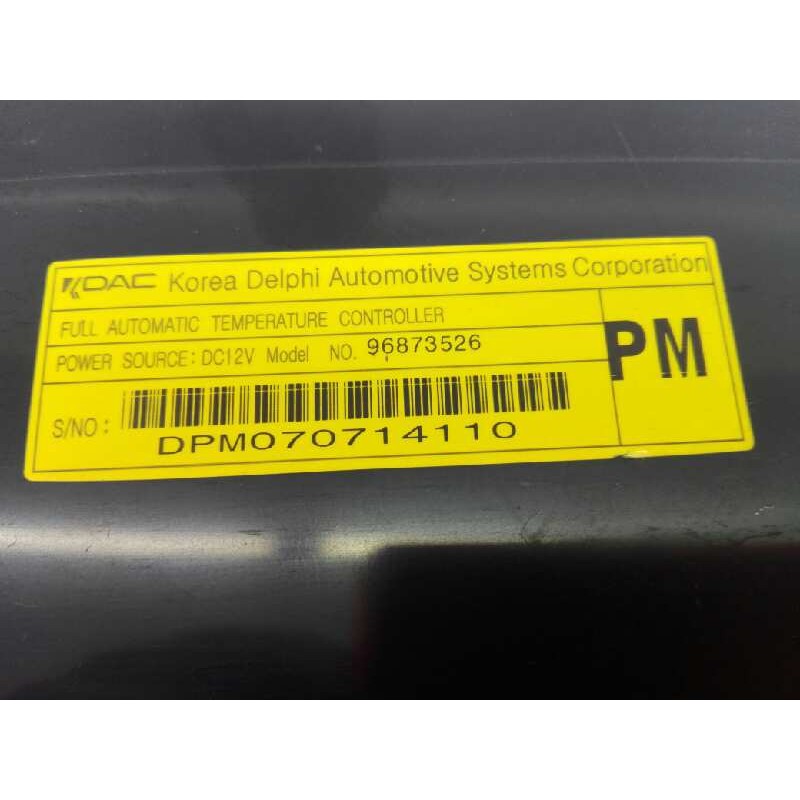 KDAC Korea Delphi Automotive Systems Corporation
FULL AUTOMATIC TEMPERATURE CONTROLLER
POWER SOURCE: DC12V Model NO. 96873526
PM
S/NO:
DPM070714110